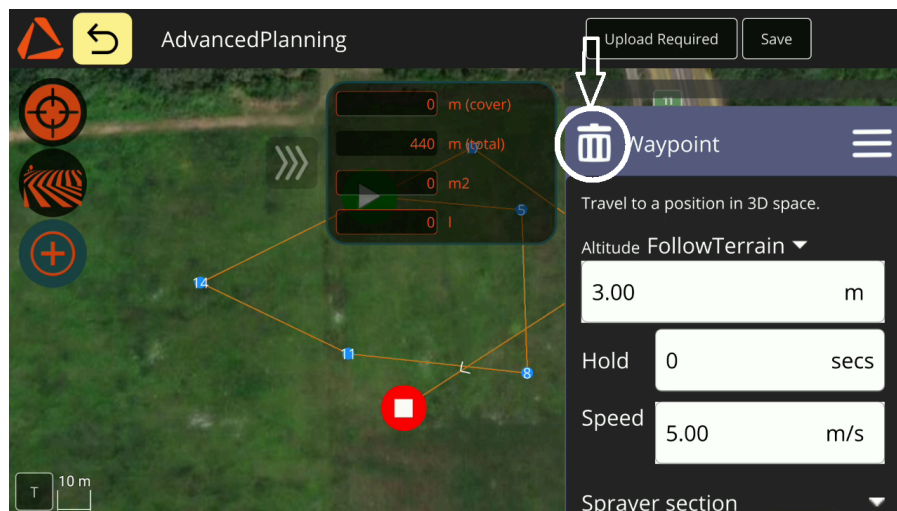 AdvancedPlanning
Upload Required
Save
0 m (cover)
440 m (total)
0 m2
0 l
11
Waypoint
Travel to a position in 3D space.
Altitude FollowTerrain
3.00 m
Hold 0 secs
Speed 5.00 m/s
Sprayer section
5
14
11
8
T
10 m